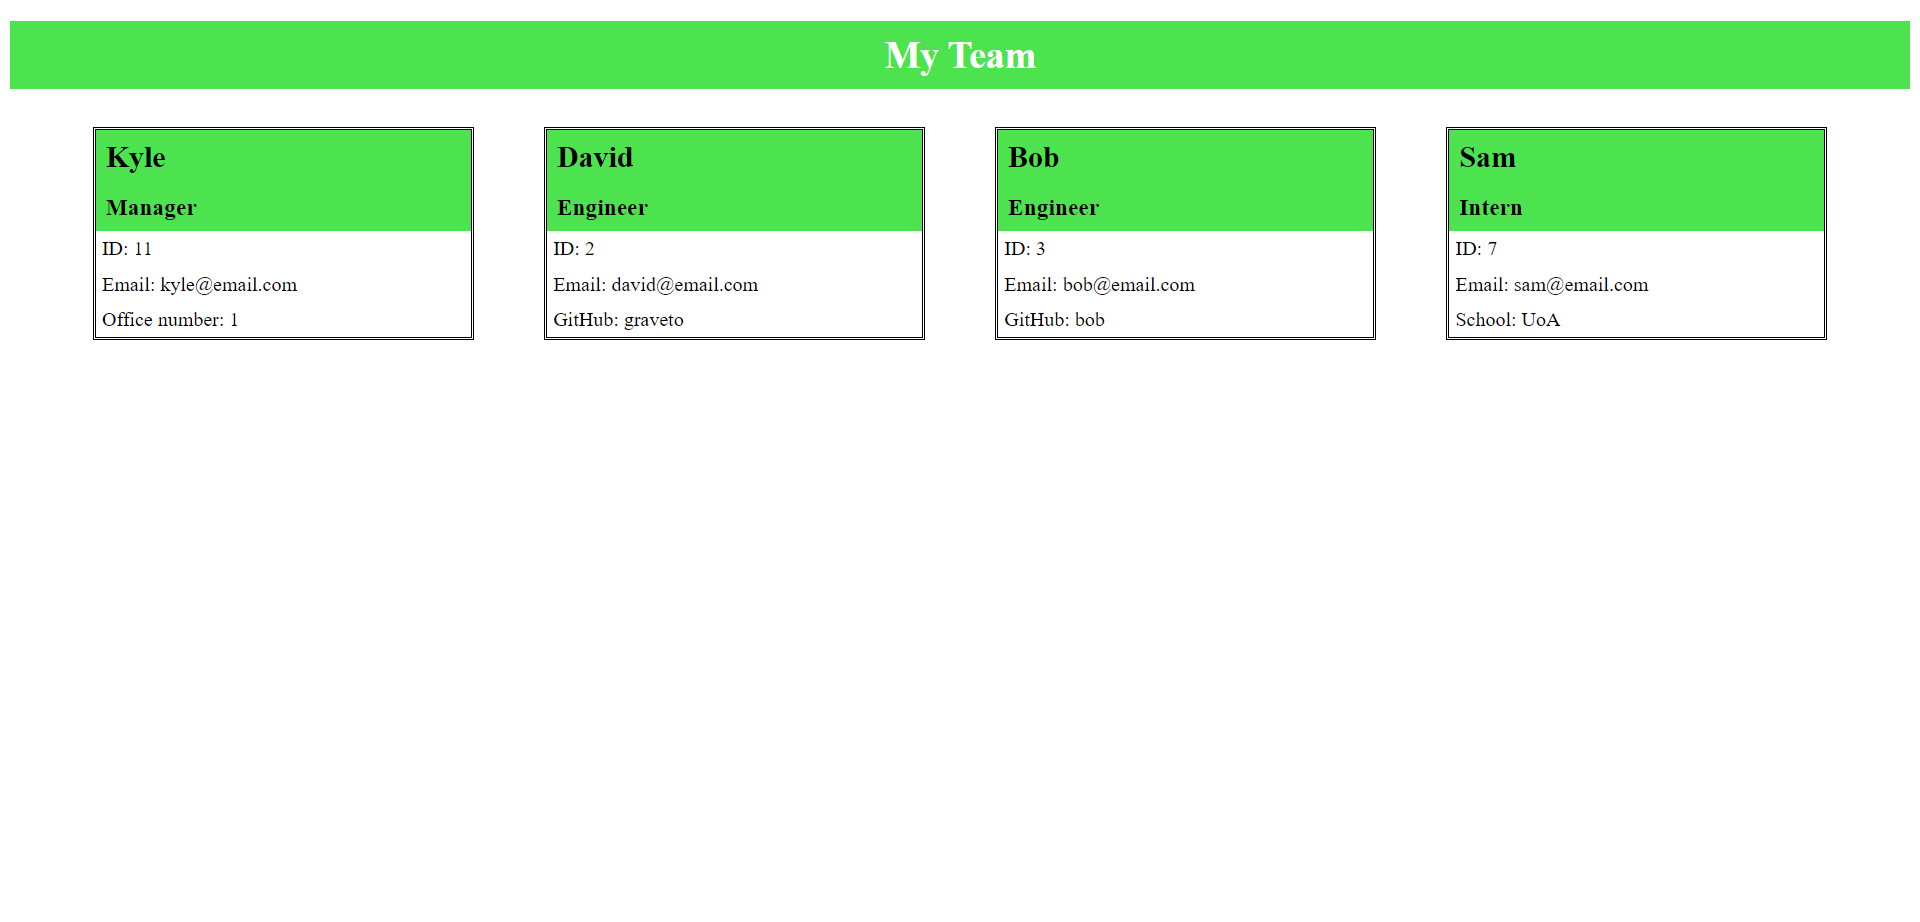 My Team
Kyle
Manager
ID: 11
Email: kyle@email.com
Office number: 1
David
Engineer
ID: 2
Email: david@email.com
GitHub: graveto
Bob
Engineer
ID: 3
Email: bob@email.com
GitHub: bob
Sam
Intern
ID: 7
Email: sam@email.com
School: UoA